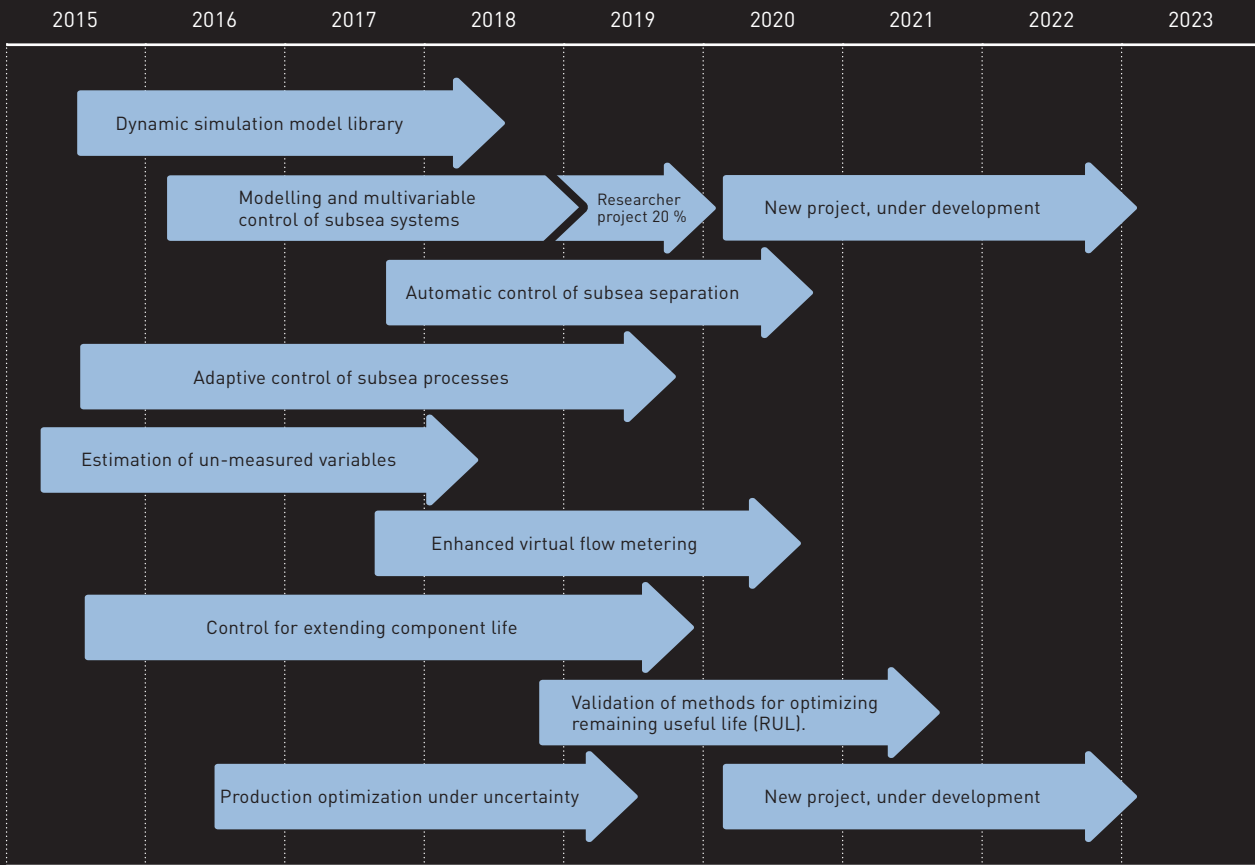 2015 2016 2017 2018 2019 2020 2021 2022 2023
Dynamic simulation model library
Modelling and multivariable
control of subsea systems
Researcher
project 20 %
New project, under development
Automatic control of subsea separation
Adaptive control of subsea processes
Estimation of un-measured variables
Enhanced virtual flow metering
Control for extending component life
Validation of methods for optimizing
remaining useful life (RUL).
Production optimization under uncertainty
New project, under development